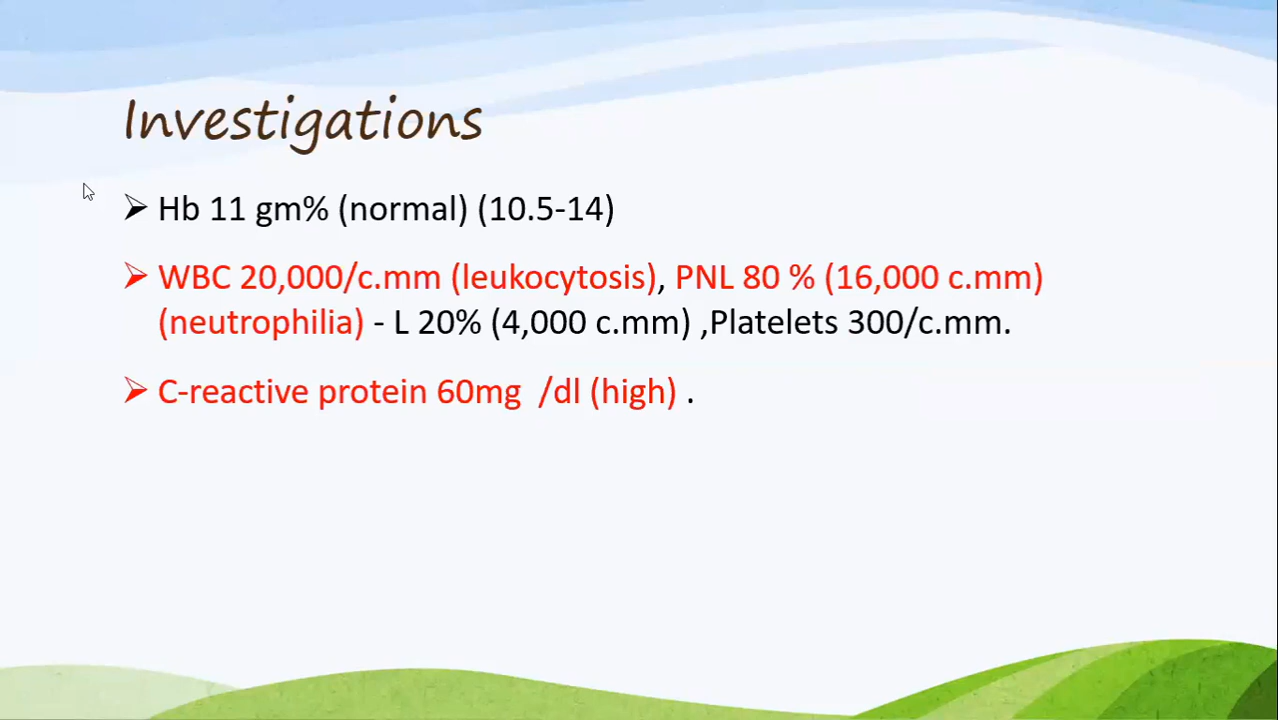 Investigations
➢ Hb 11 gm% (normal) (10.5-14)
➢ WBC 20,000/c.mm (leukocytosis), PNL 80 % (16,000 c.mm)
(neutrophilia) - L 20% (4,000 c.mm) ,Platelets 300/c.mm.
➢ C-reactive protein 60mg  /dl (high) .